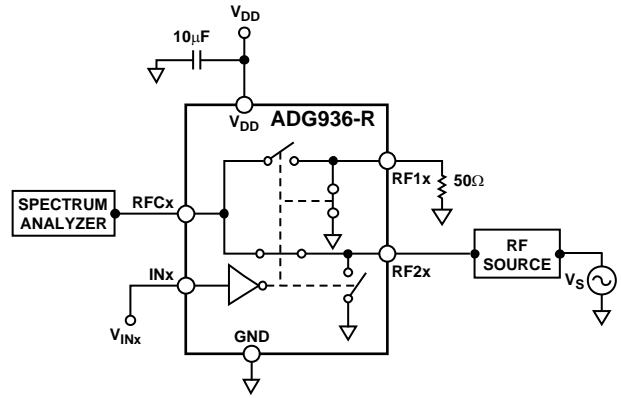 V_DD
10μF
ADG936-R
V_DD
RF1x
50Ω
SPECTRUM
ANALYZER
RFCx
RF
SOURCE
RF2x
V_S
INx
V_INx
GND